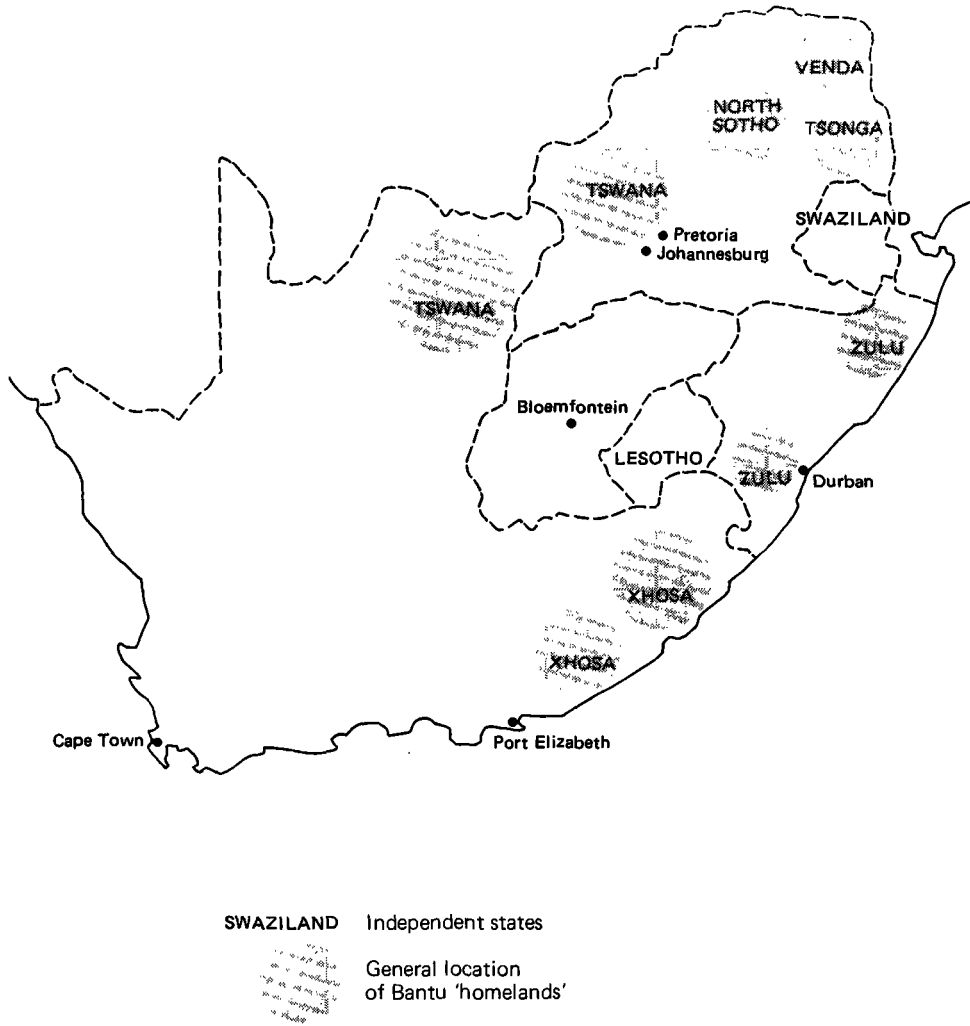 VENDA
NORTH
SOTHO
TSONGA
TSWANA
SWAZILAND
Pretoria
Johannesburg
TSWANA
ZULU
Bloemfontein
LESOTHO
ZULU
Durban
XHOSA
XHOSA
Cape Town
Port Elizabeth
SWAZILAND Independent states
General location
of Bantu 'homelands'